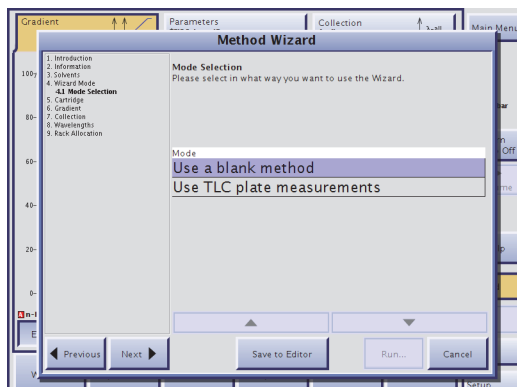 Gradient
Parameters
Collection
Main Menu
Method Wizard
1. Introduction
2. Information
3. Solvents
4. Wizard Mode
4.1 Mode Selection
5. Cartridge
6. Gradient
7. Collection
8. Wavelengths
9. Rack Allocation
Mode Selection
Please select in what way you want to use the Wizard.
Mode
Use a blank method
Use TLC plate measurements
100
80-
60-
40-
20-
0-
bar
Off
Previous
Next
Save to Editor
Run...
Cancel
Setup